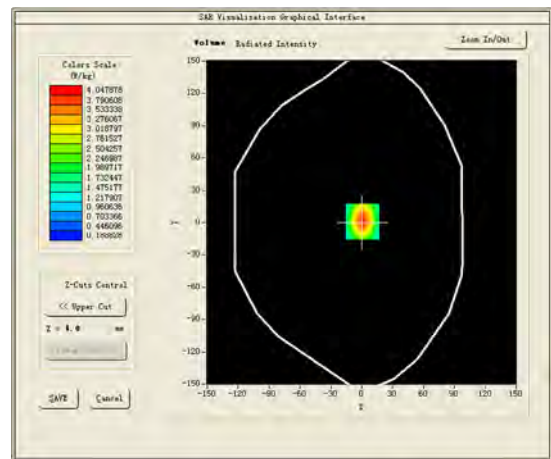 SAR Visualisation Graphical Interface
Volume Radiated Intensity
Zoom In/Out
Colors Scale
(W/kg)
4.047878
3.790608
3.533338
3.276067
3.018797
2.761527
2.504257
2.246987
1.989717
1.732447
1.475177
1.217907
0.960636
0.703366
0.446096
0.188826
150
120
90
60
30
0
-30
-60
-90
-120
-150
Y
-150 -120 -90 -60 -30 0 30 60 90 120 150
X
Z-Cuts Control
<< Upper Cut
Z = 4.0 mm
SAVE
Cancel